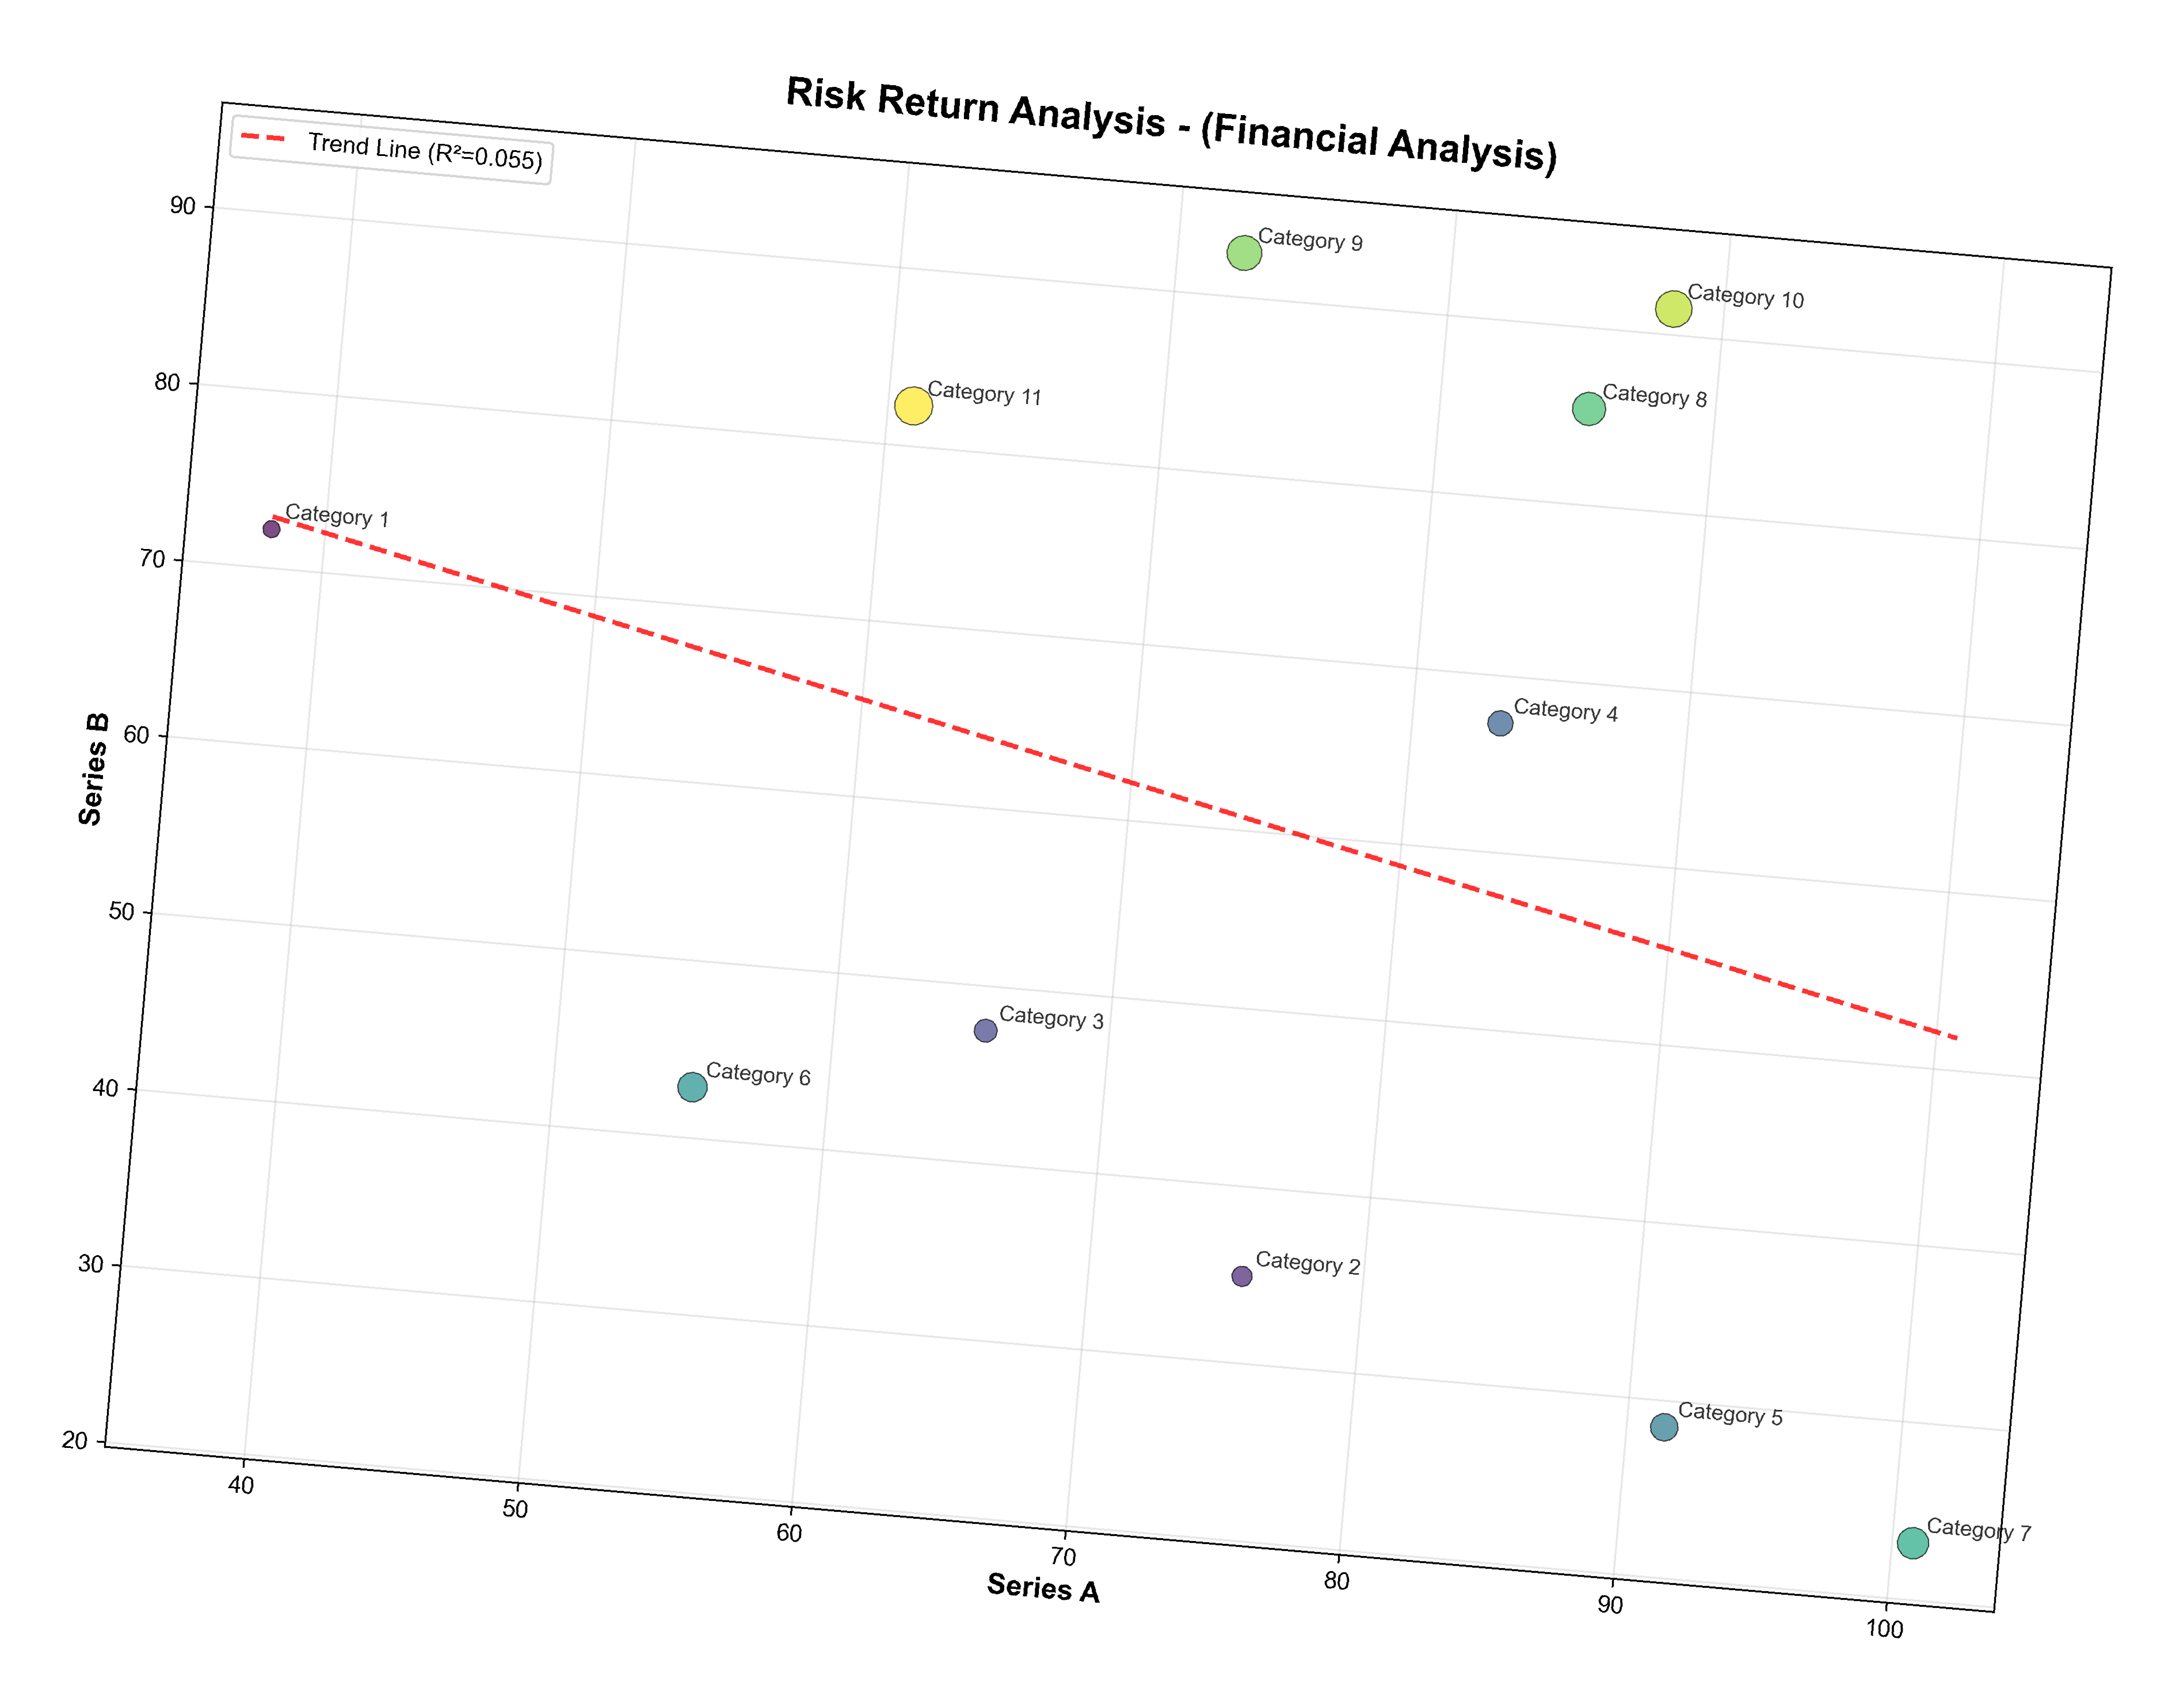 Risk Return Analysis - (Financial Analysis)
Trend Line (R²=0.055)
90
80
70
60
50
40
30
20
Series B
Category 9
Category 10
Category 11
Category 8
Category 1
Category 4
Category 3
Category 6
Category 2
Category 5
Category 7
40
50
60
70
80
90
100
Series A